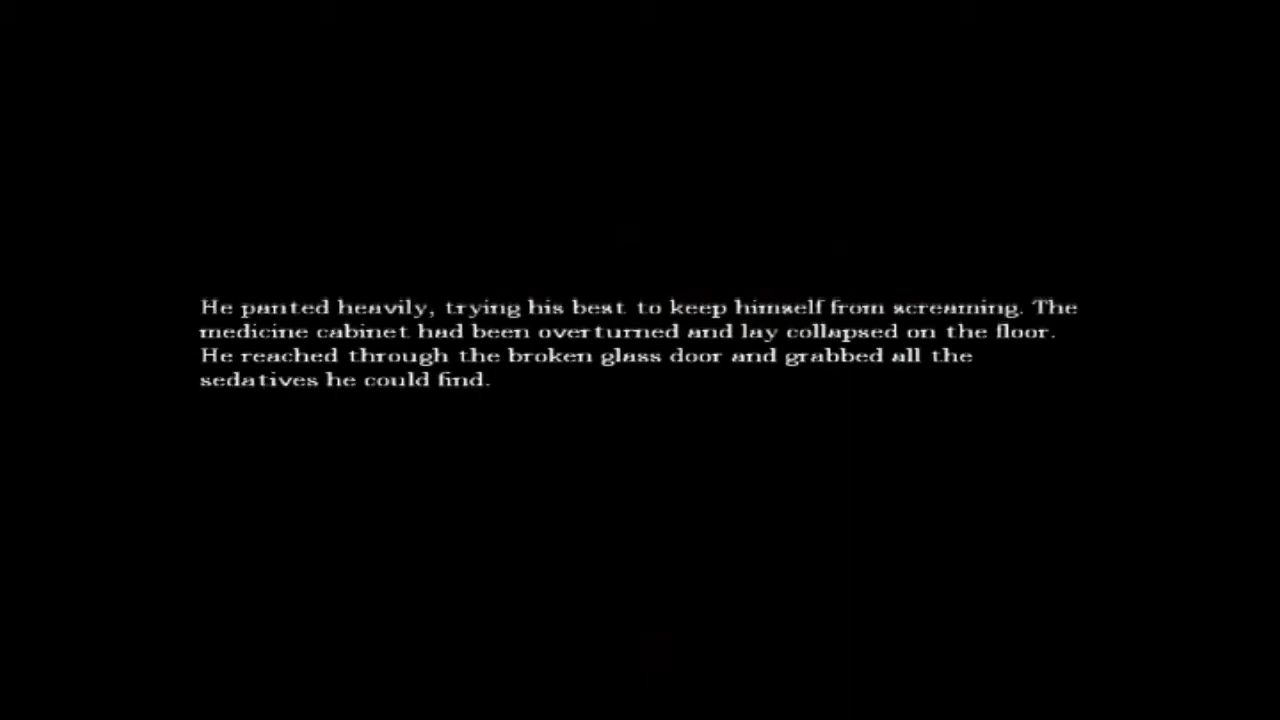 He panted heavily, trying his best to keep himself from screaming. The
medicine cabinet had been overturned and lay collapsed on the floor.
He reached through the broken glass door and grabbed all the
sedatives he could find.